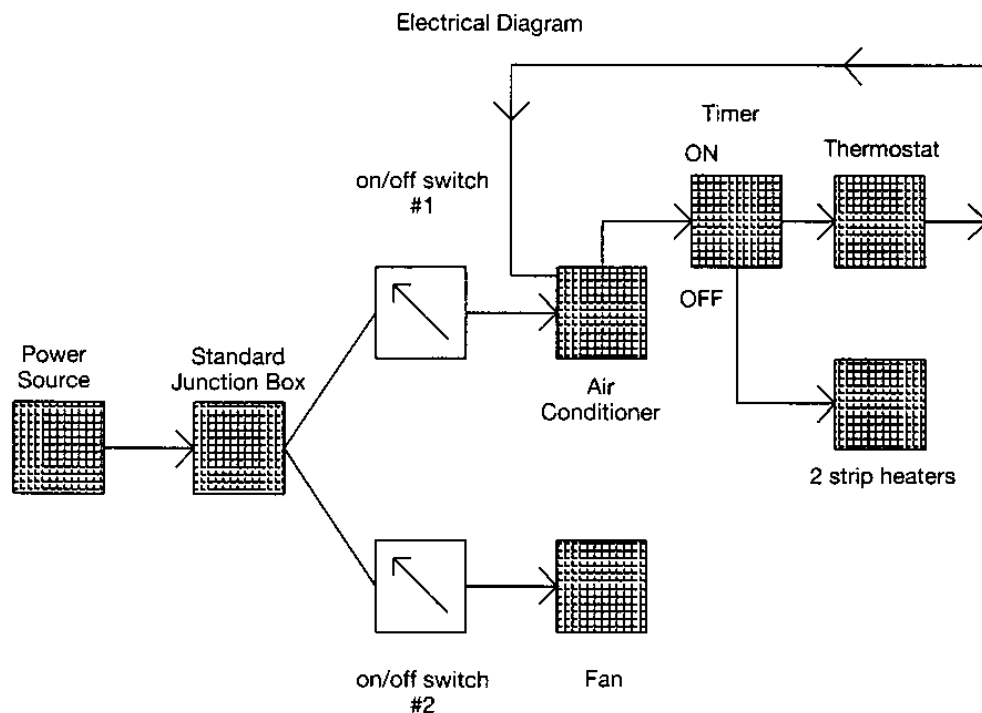 Electrical Diagram
Timer
ON
Thermostat
on/off switch
#1
OFF
Power
Source
Standard
Junction Box
Air
Conditioner
2 strip heaters
on/off switch
#2
Fan